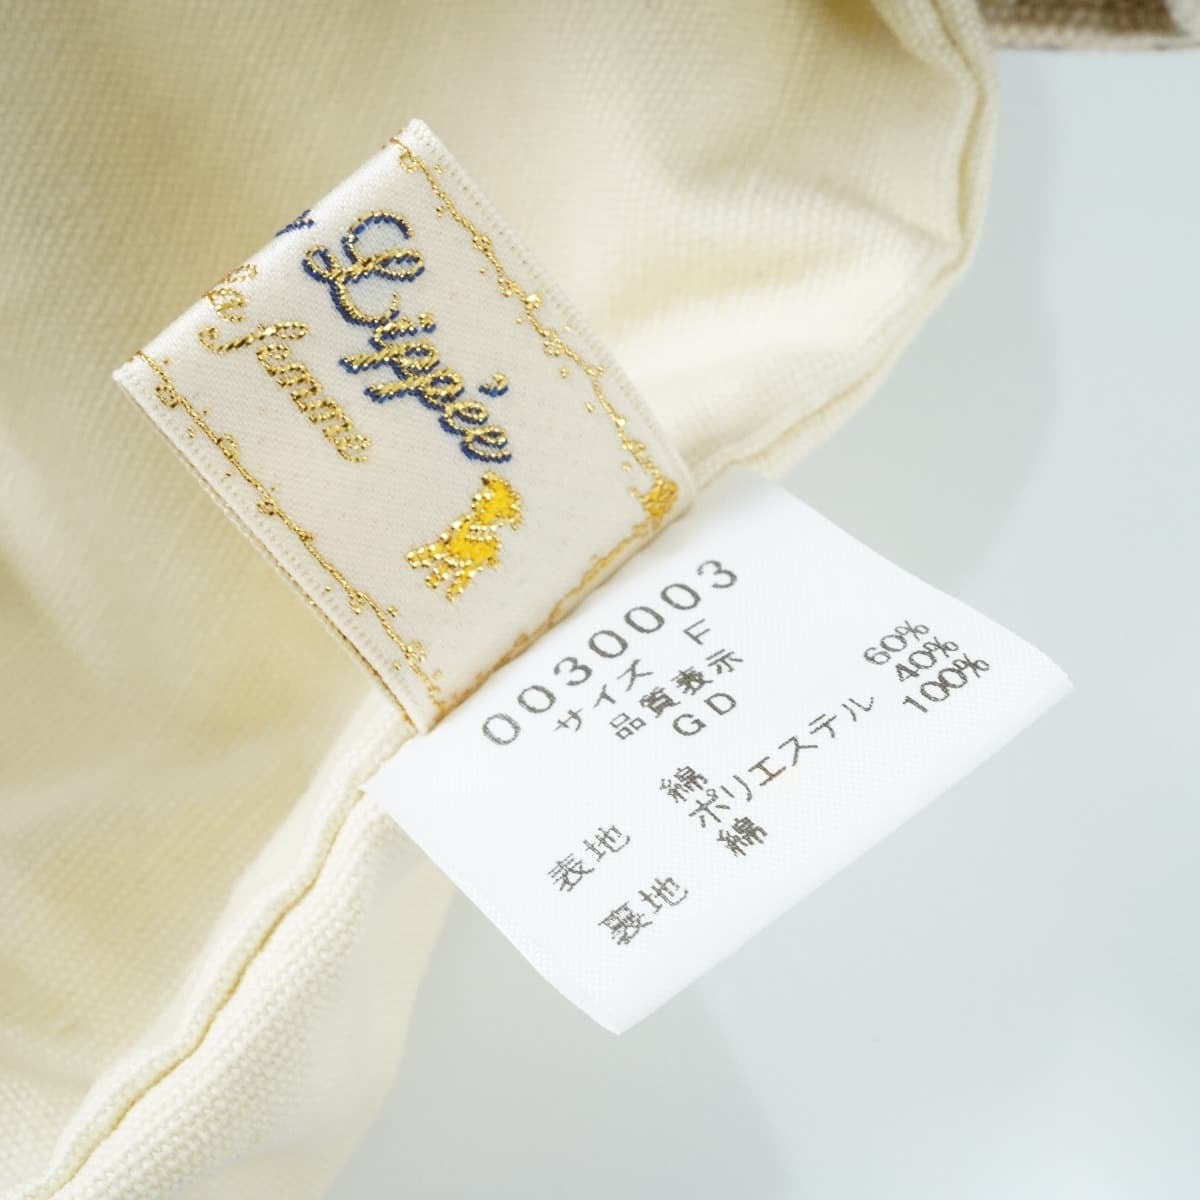 Lippée
la femme
0030003
サイズ F
品質表示
GD
表地 綿 60%
ポリエステル 40%
裏地 綿 100%